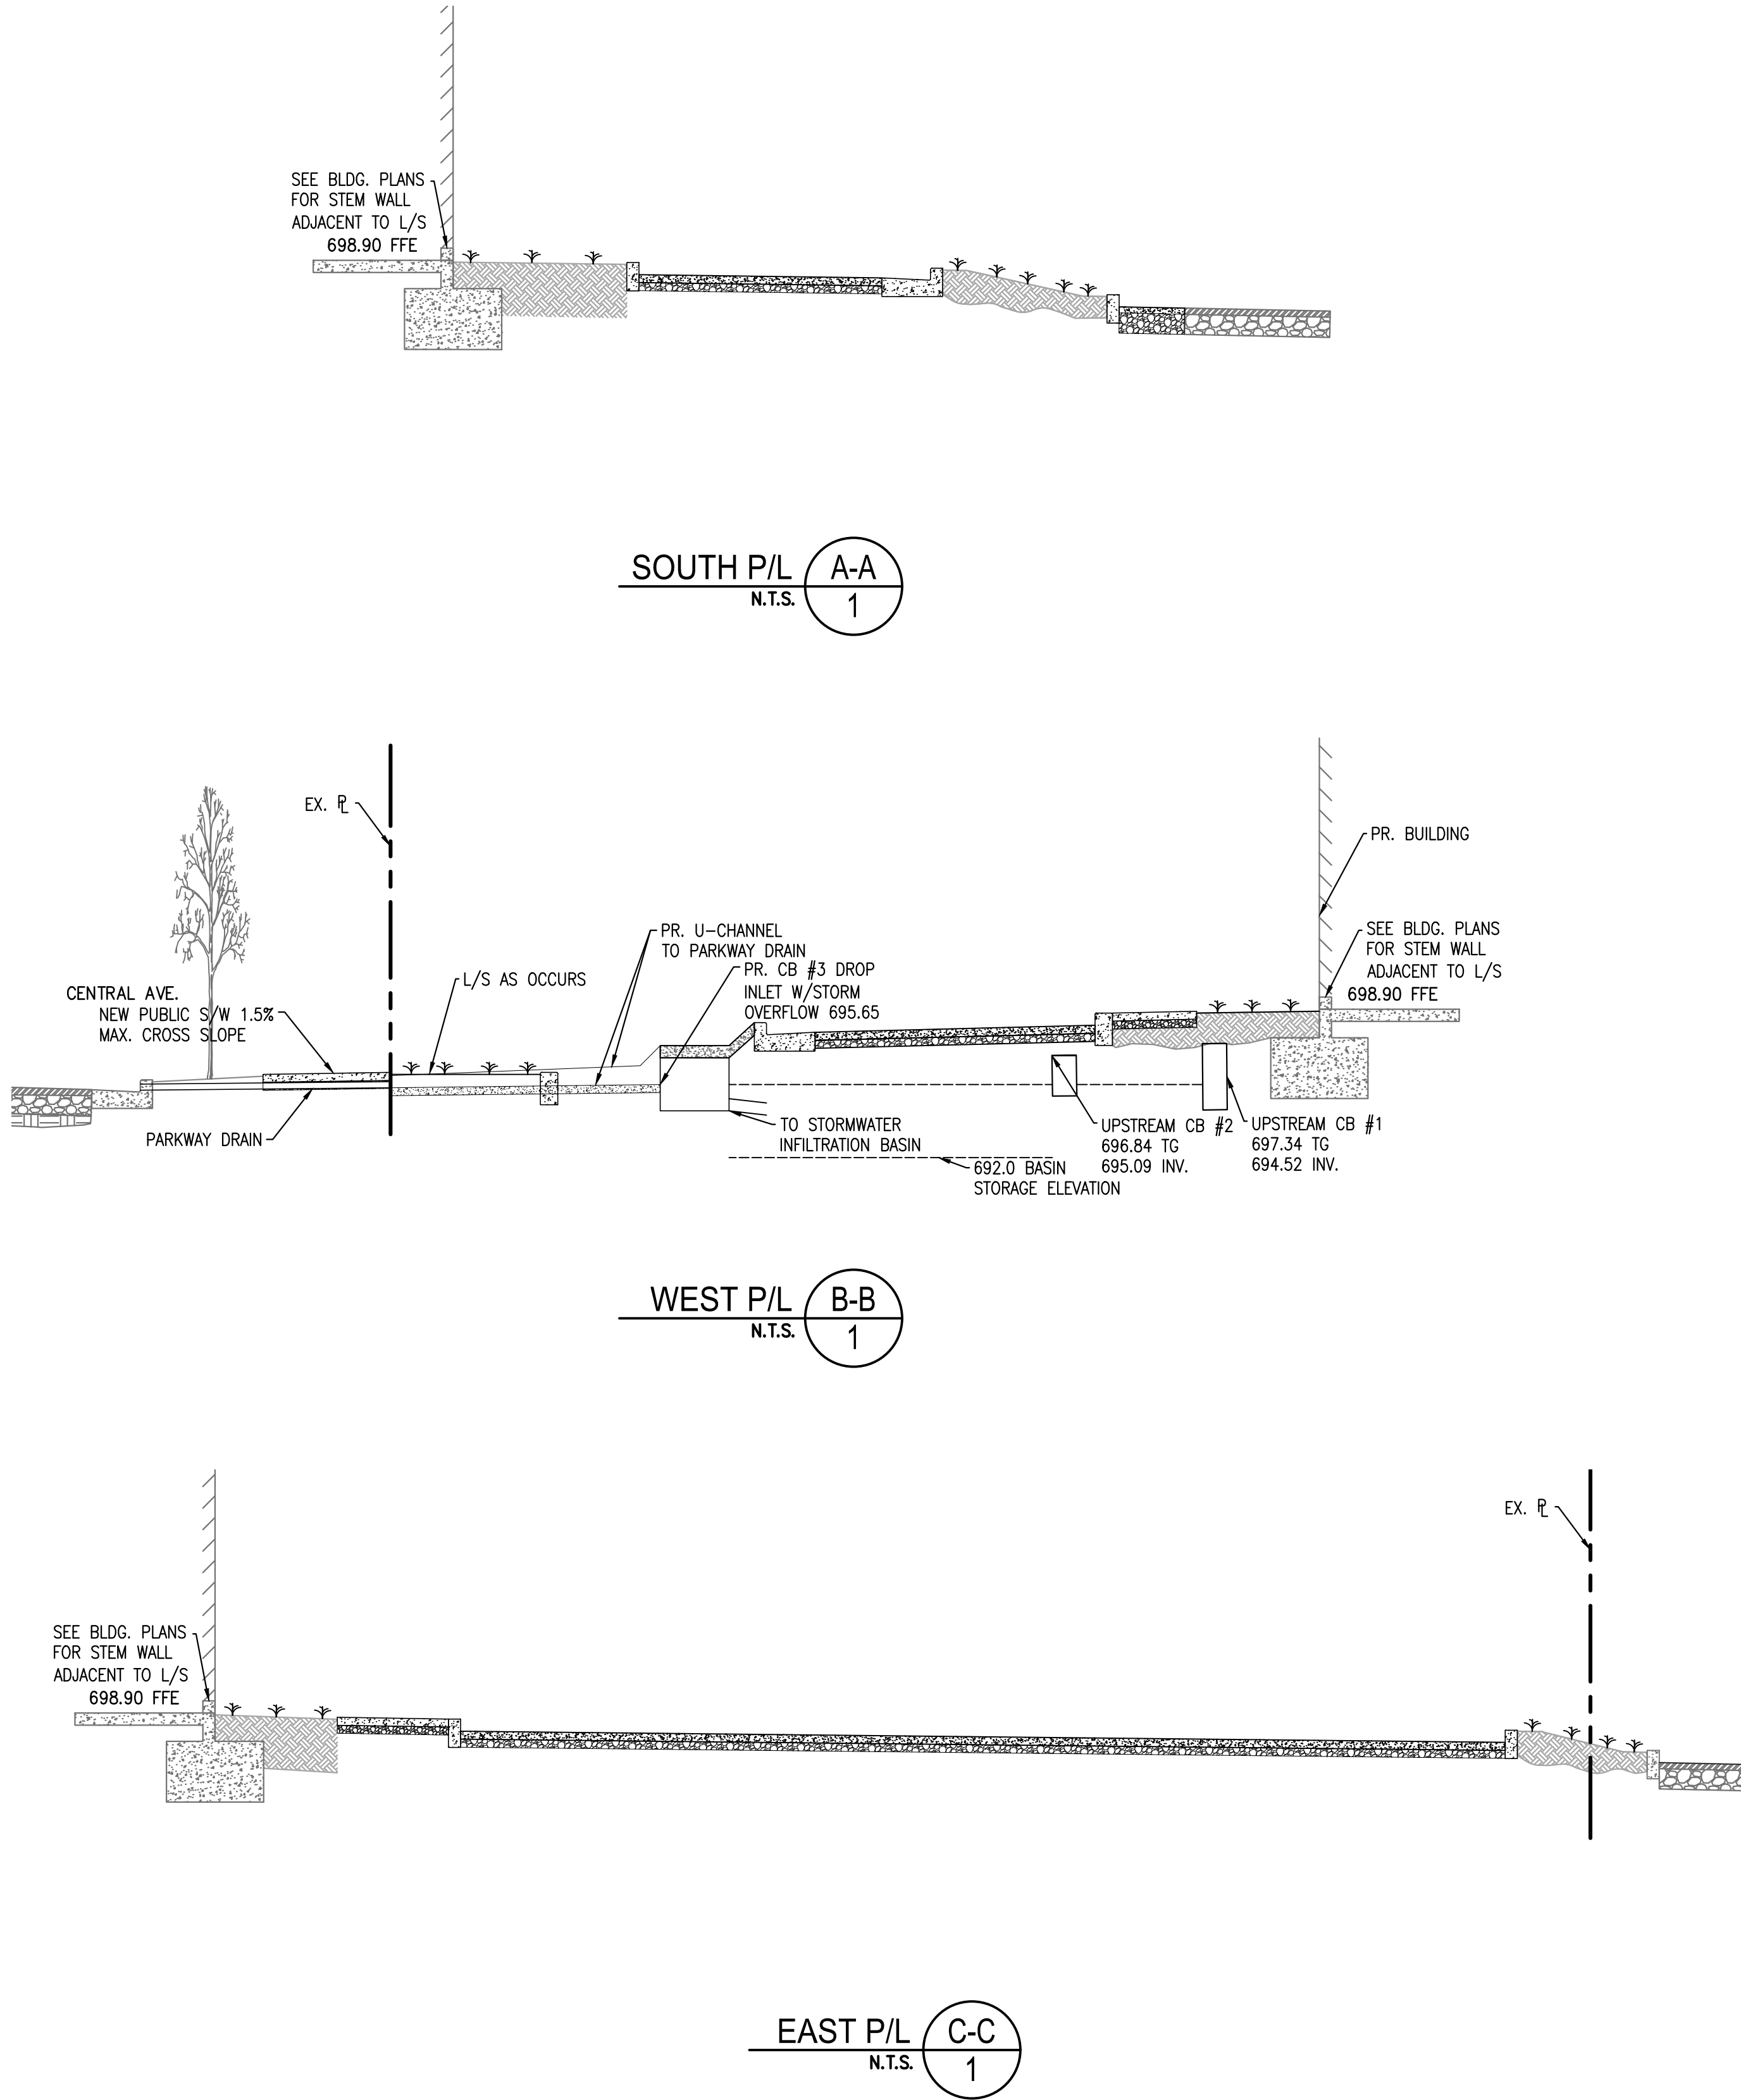 SEE BLDG. PLANS
FOR STEM WALL
ADJACENT TO L/S
698.90 FFE
SOUTH P/L
N.T.S.
A-A
1
EX. PL
PR. BUILDING
SEE BLDG. PLANS
FOR STEM WALL
ADJACENT TO L/S
698.90 FFE
PR. U-CHANNEL
TO PARKWAY DRAIN
PR. CB #3 DROP
INLET W/STORM
OVERFLOW 695.65
L/S AS OCCURS
CENTRAL AVE.
NEW PUBLIC S/W 1.5%
MAX. CROSS SLOPE
PARKWAY DRAIN
TO STORMWATER
INFILTRATION BASIN
692.0 BASIN
STORAGE ELEVATION
UPSTREAM CB #2
696.84 TG
695.09 INV.
UPSTREAM CB #1
697.34 TG
694.52 INV.
WEST P/L
N.T.S.
B-B
1
EX. PL
SEE BLDG. PLANS
FOR STEM WALL
ADJACENT TO L/S
698.90 FFE
EAST P/L
N.T.S.
C-C
1